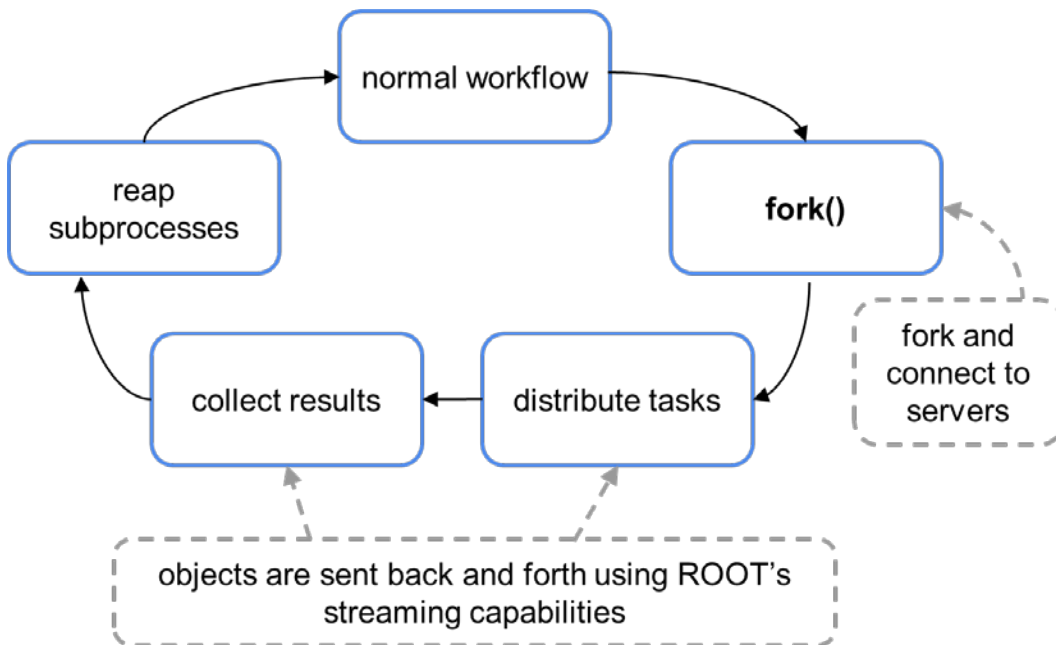 normal workflow
reap
subprocesses
fork()
fork and
connect to
servers
collect results
distribute tasks
objects are sent back and forth using ROOT's
streaming capabilities